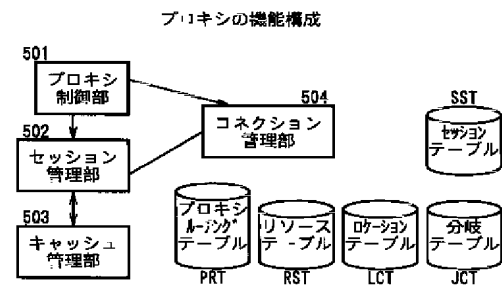 プロキシの機能構成
501
プロキシ
制御部
504
コネクション
管理部
SST
セッション
テーブル
502
セッション
管理部
503
キャッシュ
管理部
プロキシ
ルーチング
テーブル
PRT
リソース
テーブル
RST
ロケーション
テーブル
LCT
分岐
テーブル
JCT